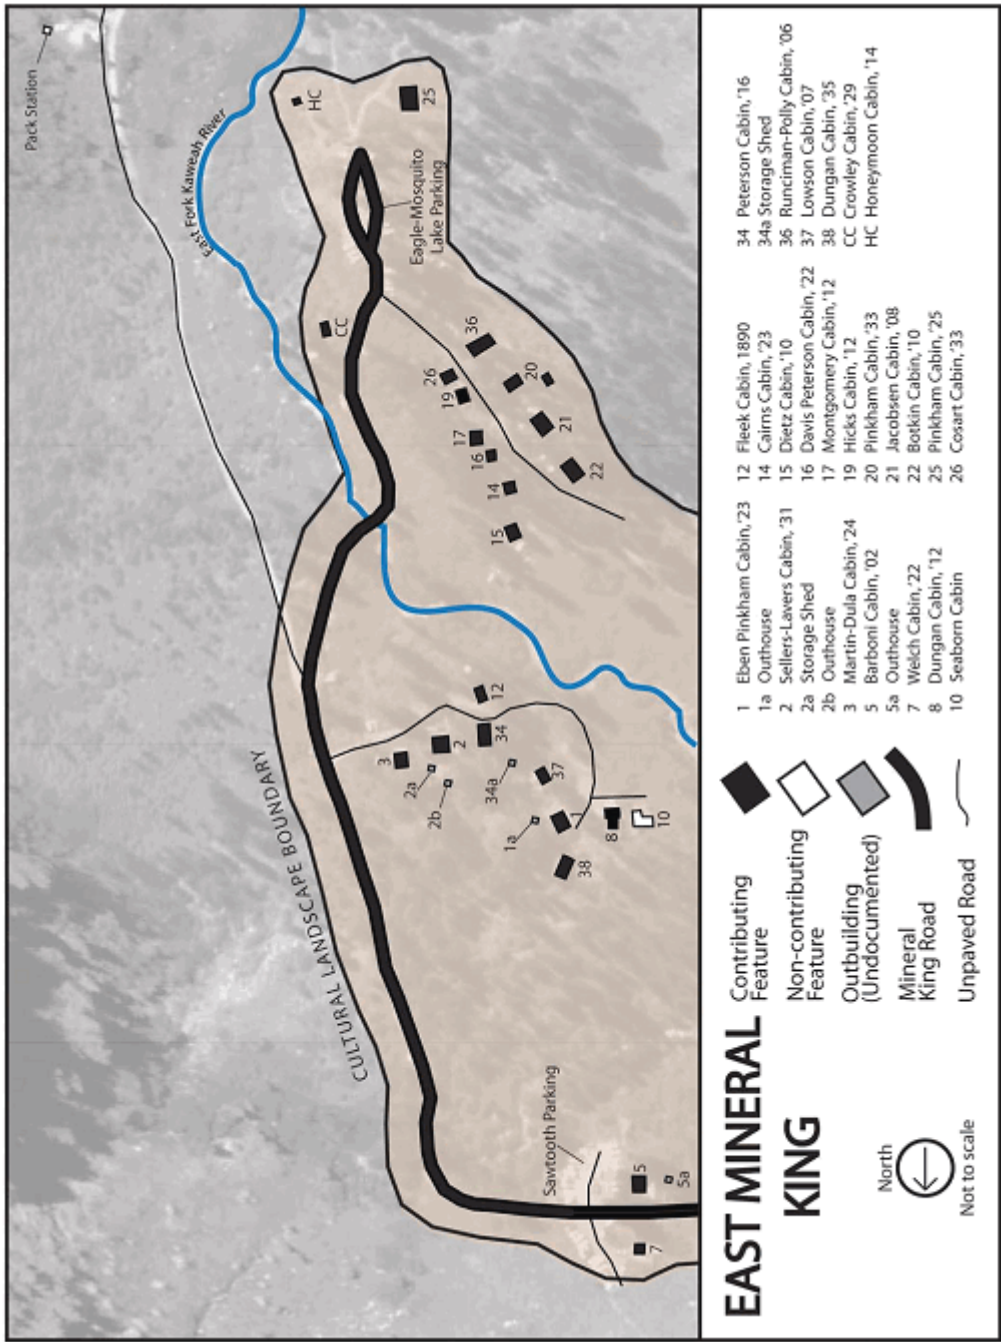 Pack Station
East Fork Kaweah River
HC
25
Eagle-Mosquito
Lake Parking
CC
36
26
20
19
17
21
16
22
14
15
12
CULTURAL LANDSCAPE BOUNDARY
3
2
34
2a
2b
34a
37
1a
1
8
10
38
Sawtooth Parking
5
5a
7
EAST MINERAL
KING
North
Not to scale
Contributing
Feature
Non-contributing
Feature
Outbuilding
(Undocumented)
Mineral
King Road
Unpaved Road
1 Eben Pinkham Cabin,'23
1a Outhouse
2 Sellers-Lavers Cabin,'31
2a Storage Shed
2b Outhouse
3 Martin-Dula Cabin,'24
5 Barboni Cabin,'02
5a Outhouse
7 Welch Cabin,'22
8 Dungan Cabin,'12
10 Seaborn Cabin
12 Fleek Cabin,1890
14 Cairns Cabin,'23
15 Dietz Cabin,'10
16 Davis Peterson Cabin,'22
17 Montgomery Cabin,'12
19 Hicks Cabin,'12
20 Pinkham Cabin,'33
21 Jacobsen Cabin,'08
22 Botkin Cabin,'10
25 Pinkham Cabin,'25
26 Cosart Cabin,'33
34 Peterson Cabin,'16
34a Storage Shed
36 Runciman-Polly Cabin,'06
37 Lowson Cabin,'07
38 Dungan Cabin,'35
CC Crowley Cabin,'29
HC Honeymoon Cabin,'14